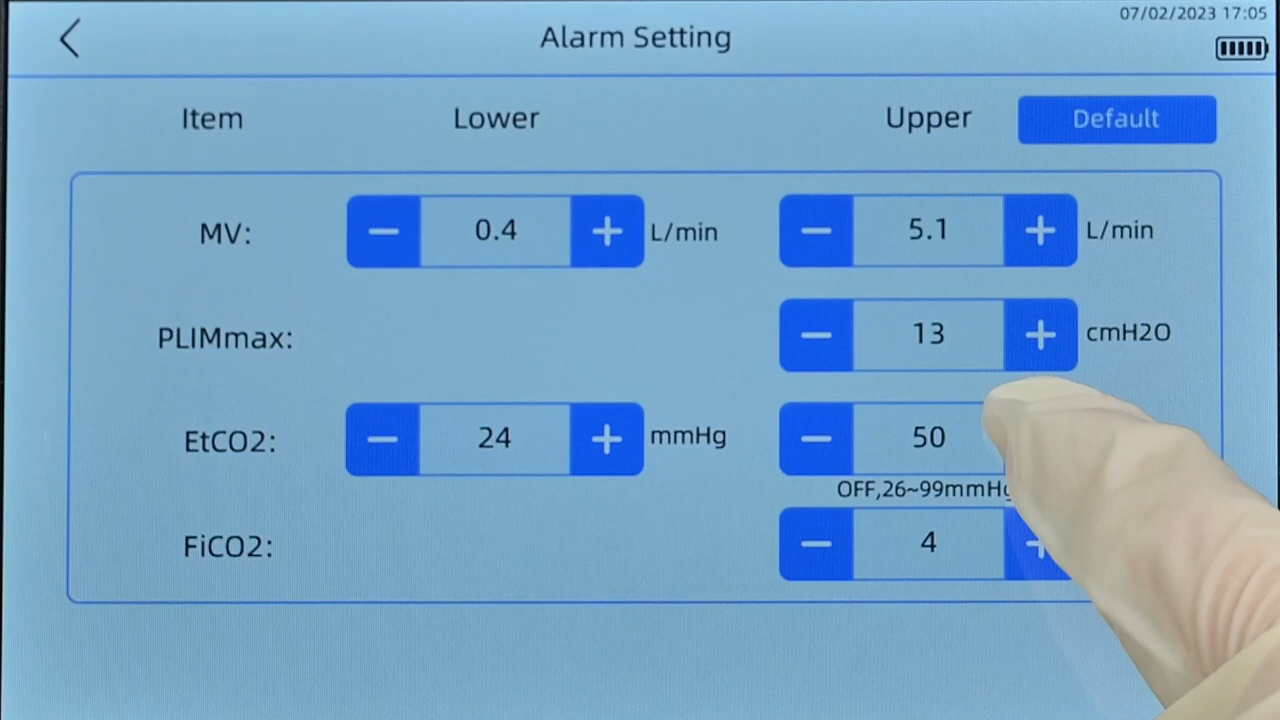 07/02/2023 17:05
Alarm Setting
Item Lower Upper Default
MV: − 0.4 + L/min − 5.1 + L/min
PLIMmax: − 13 + cmH2O
EtCO2: − 24 + mmHg − 50
OFF,26~99mmHg
FiCO2: − 4 +